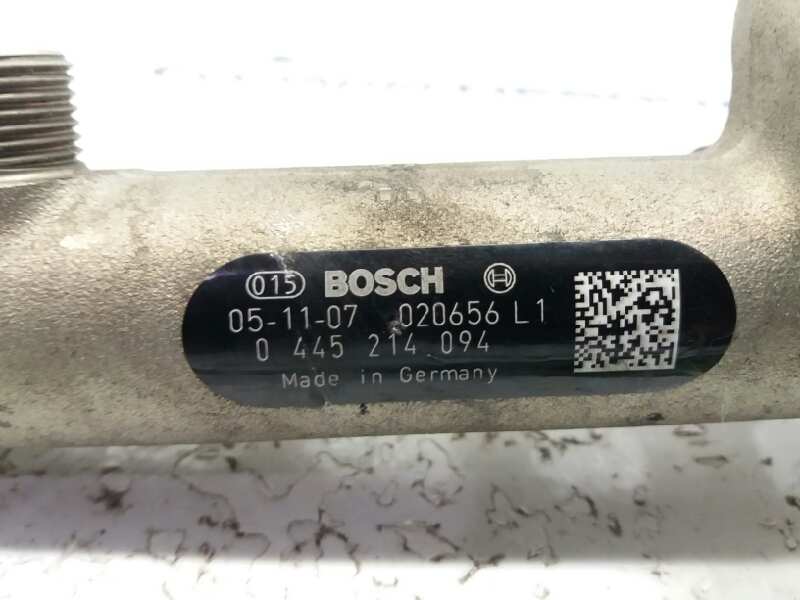 015 BOSCH
05-11-07 020656 L1
0 445 214 094
Made in Germany